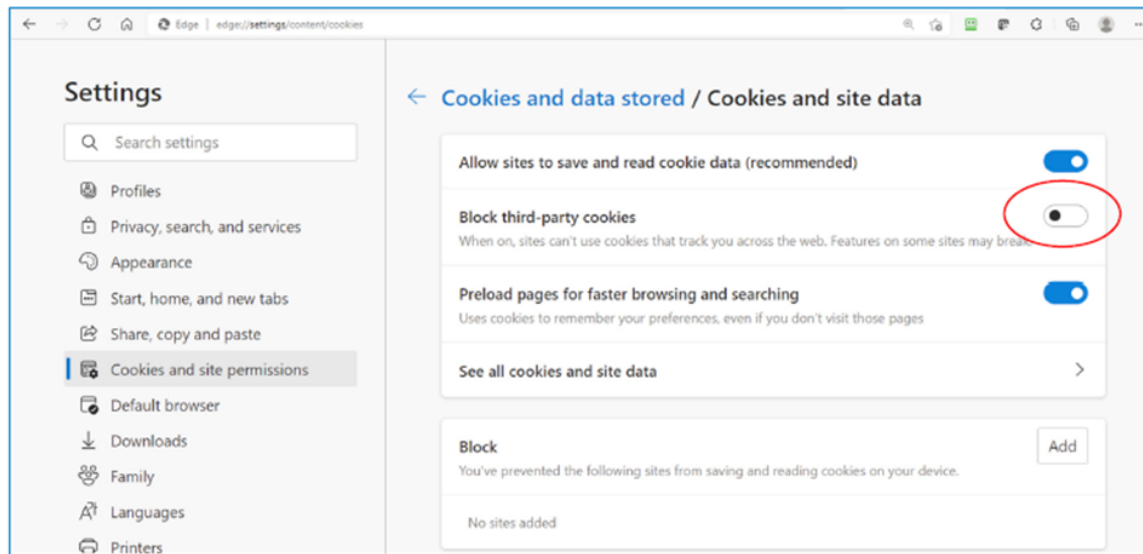 Edge | edge://settings/content/cookies
Settings
Search settings
Profiles
Privacy, search, and services
Appearance
Start, home, and new tabs
Share, copy and paste
Cookies and site permissions
Default browser
Downloads
Family
Languages
Printers
Cookies and data stored / Cookies and site data
Allow sites to save and read cookie data (recommended)
Block third-party cookies
When on, sites can't use cookies that track you across the web. Features on some sites may break.
Preload pages for faster browsing and searching
Uses cookies to remember your preferences, even if you don't visit those pages
See all cookies and site data
Block
Add
You've prevented the following sites from saving and reading cookies on your device.
No sites added